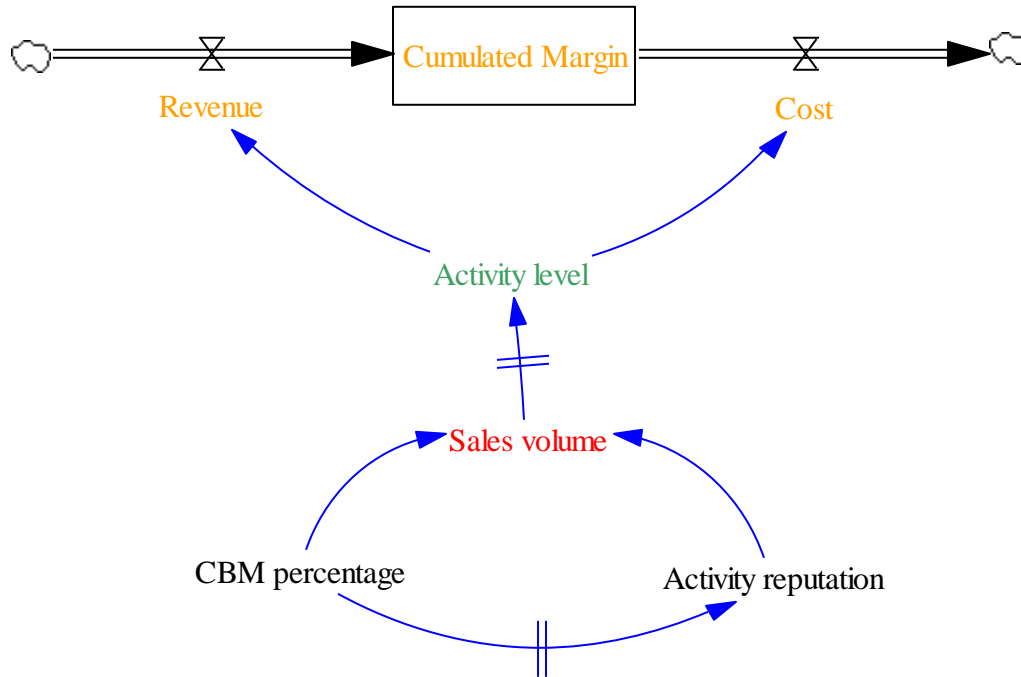 Cumulated Margin
Revenue
Cost
Activity level
Sales volume
CBM percentage
Activity reputation